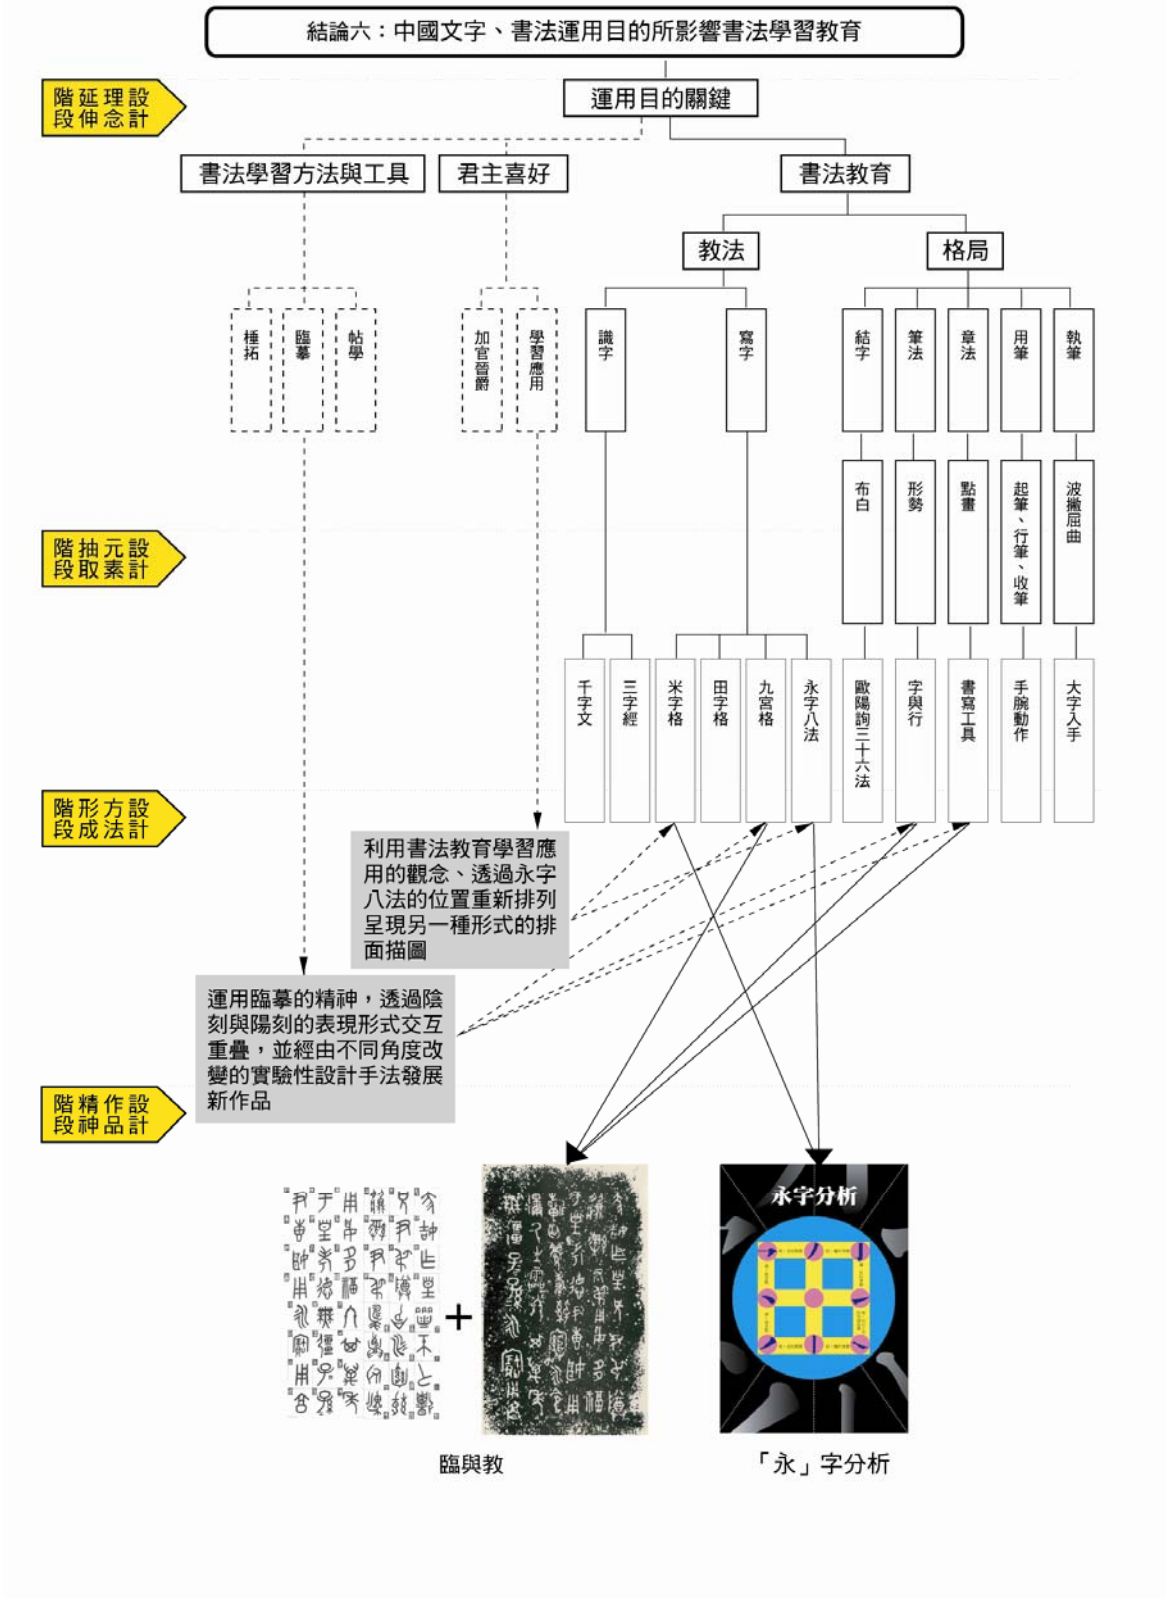 結論六：中國文字、書法運用目的所影響書法學習教育
設計理念延伸階段
運用目的關鍵
書法學習方法與工具
君主喜好
書法教育
教法
格局
棰拓
臨摹
帖學
加官晉爵
學習應用
識字
寫字
結字
筆法
章法
用筆
執筆
布白
形勢
點畫
起筆、行筆、收筆
波撇屈曲
設計元素抽取階段
千字文
三字經
米字格
田字格
九宮格
永字八法
歐陽詢三十六法
字與行
書寫工具
手腕動作
大字入手
設計方法形成階段
利用書法教育學習應
用的觀念、透過永字
八法的位置重新排列
呈現另一種形式的排
面描圖
運用臨摹的精神，透過陰
刻與陽刻的表現形式交互
重疊，並經由不同角度改
變的實驗性設計手法發展
新作品
設計作品精神階段
+
永字分析
臨與教
「永」字分析